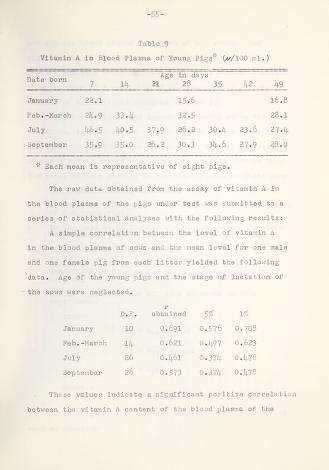 -55-
Table 9
Vitamin A in Blood Plasma of Young Pigs* (μ/100 ml.)
Date born Age in days
7 14 21 28 35 42 49
January 22.1 15.6 16.8
Feb.-March 24.9 33.4 32.5 28.1
July 46.5 40.5 37.9 28.2 30.4 23.6 27.4
September 35.9 35.0 26.2 30.3 34.6 27.9 28.0
* Each mean is representative of eight pigs.
The raw data obtained from the assay of vitamin A in
the blood plasma of the pigs under test was submitted to a
series of statistical analyses with the following results:
A simple correlation between the level of vitamin A
in the blood plasma of sows and the mean level for one male
and one female pig from each litter yielded the following
data. Age of the young pigs and the stage of lactation of
the sows were neglected.
r
D.F. obtained 5% 1%
January 10 0.691 0.576 0.708
Feb.-March 14 0.621 0.497 0.623
July 26 0.461 0.374 0.478
September 26 0.573 0.374 0.478
These values indicate a significant positive correlation
between the vitamin A content of the blood plasma of the